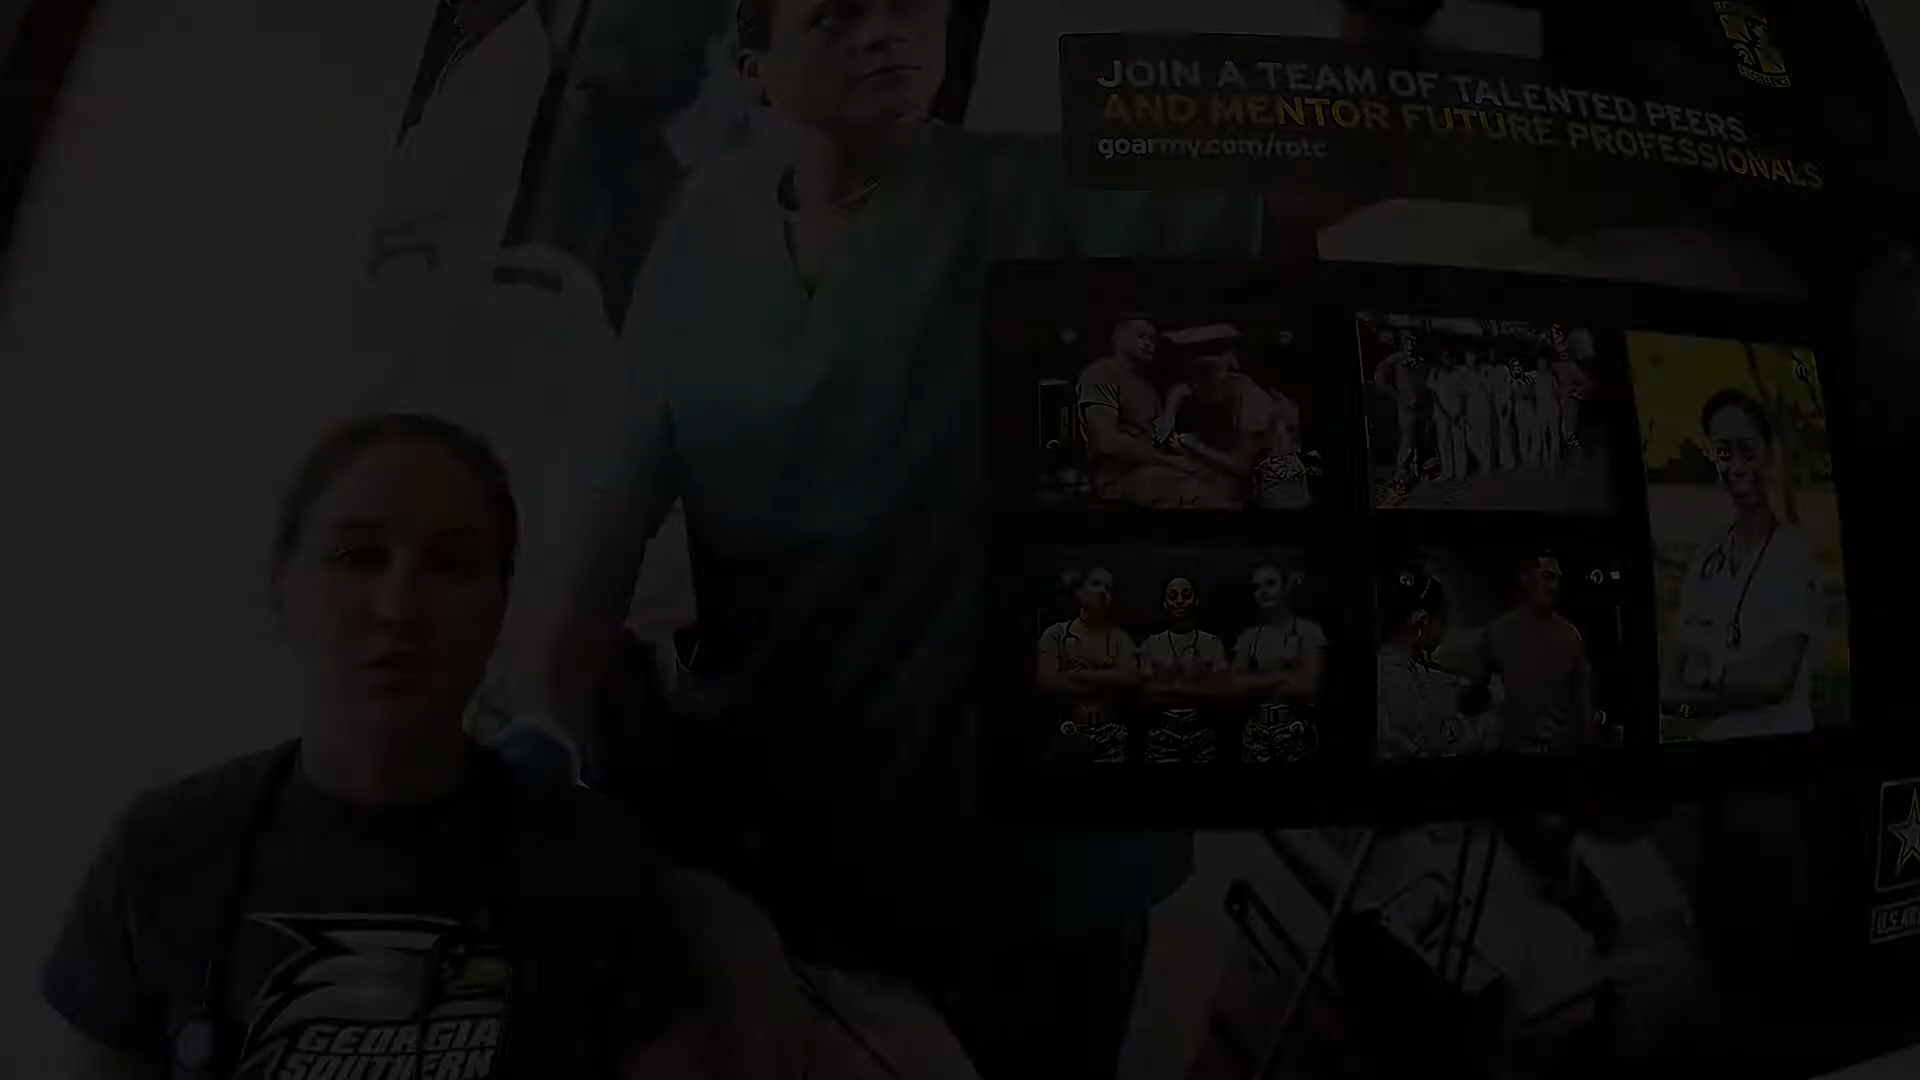 JOIN A TEAM OF TALENTED PEERS
AND MENTOR FUTURE PROFESSIONALS
goarmy.com/rotc
GEORGIA
SOUTHERN
U.S.